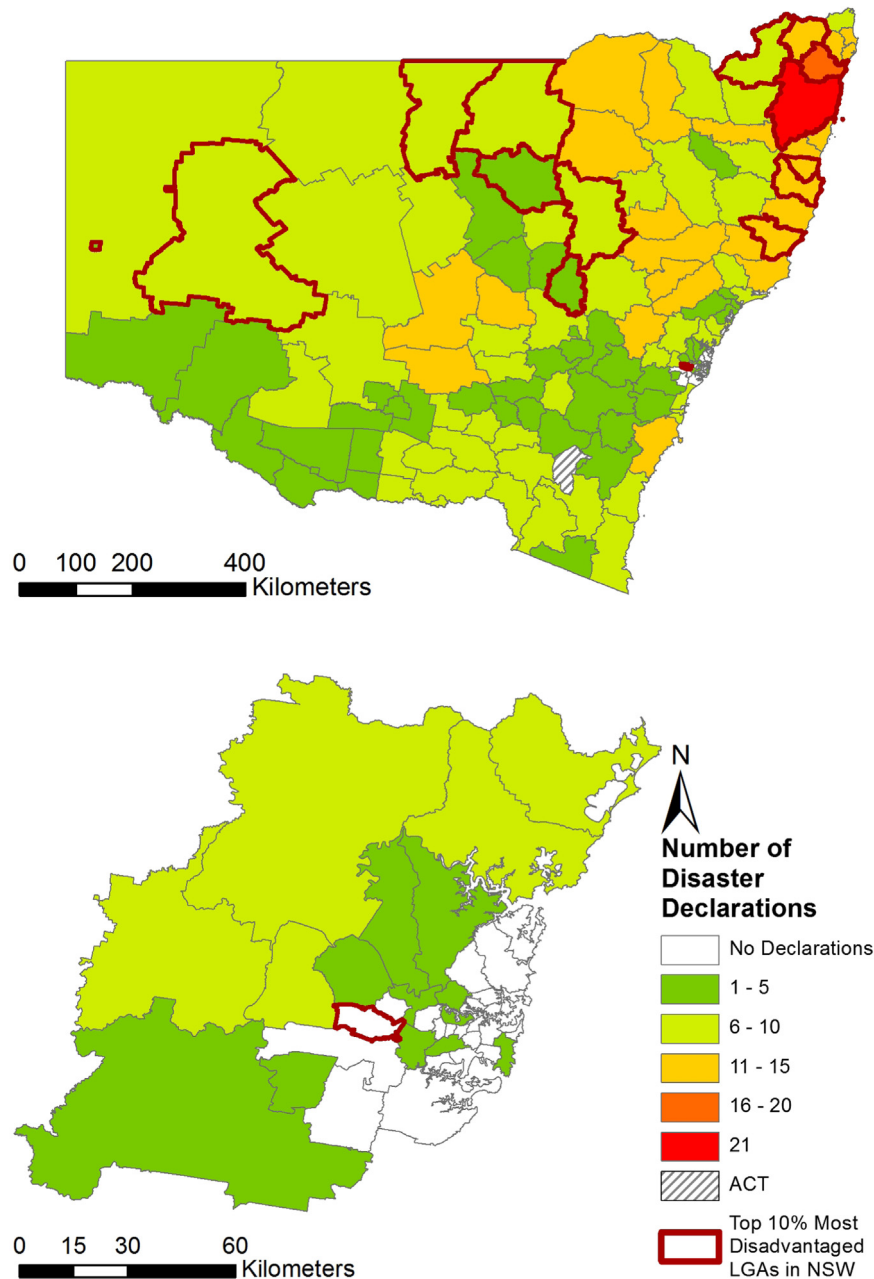 0 100 200 400
Kilometers
N
Number of
Disaster
Declarations
No Declarations
1 - 5
6 - 10
11 - 15
16 - 20
21
ACT
Top 10% Most
Disadvantaged
LGAs in NSW
0 15 30 60
Kilometers